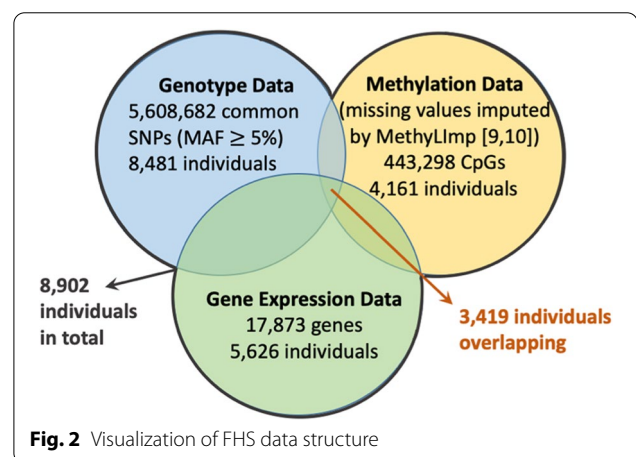 Genotype Data
5,608,682 common
SNPs (MAF ≥ 5%)
8,481 individuals
Methylation Data
(missing values imputed
by MethyLImp [9,10])
443,298 CpGs
4,161 individuals
8,902
individuals
in total
Gene Expression Data
17,873 genes
5,626 individuals
3,419 individuals
overlapping
Fig. 2 Visualization of FHS data structure